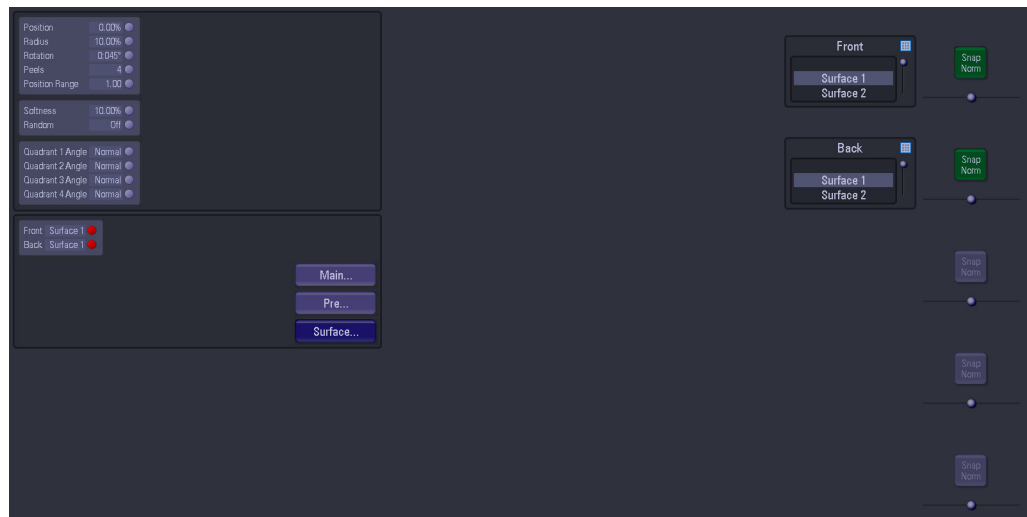 Position 0.00%
Radius 10.00%
Rotation 0.045°
Peels 4
Position Range 1.00
Softness 10.00%
Random Off
Quadrant 1 Angle Normal
Quadrant 2 Angle Normal
Quadrant 3 Angle Normal
Quadrant 4 Angle Normal
Front Surface 1
Back Surface 1
Main...
Pre...
Surface...
Front
Surface 1
Surface 2
Back
Surface 1
Surface 2
Snap
Norm
Snap
Norm
Snap
Norm
Snap
Norm
Snap
Norm